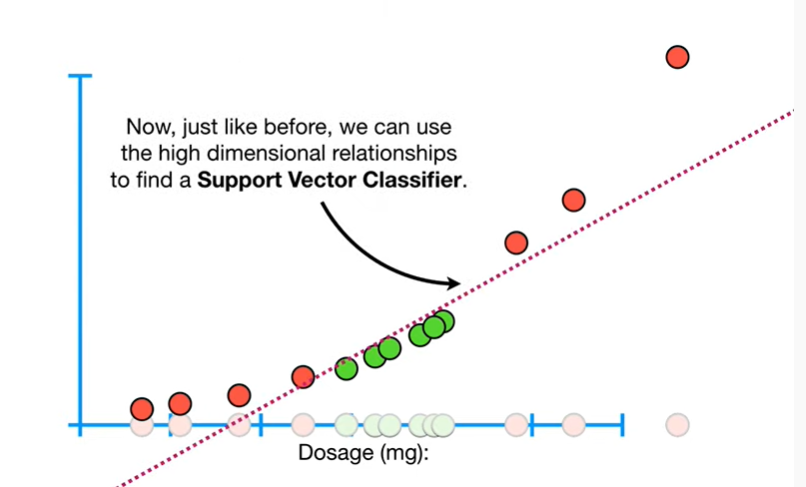 Now, just like before, we can use
the high dimensional relationships
to find a Support Vector Classifier.
Dosage (mg):